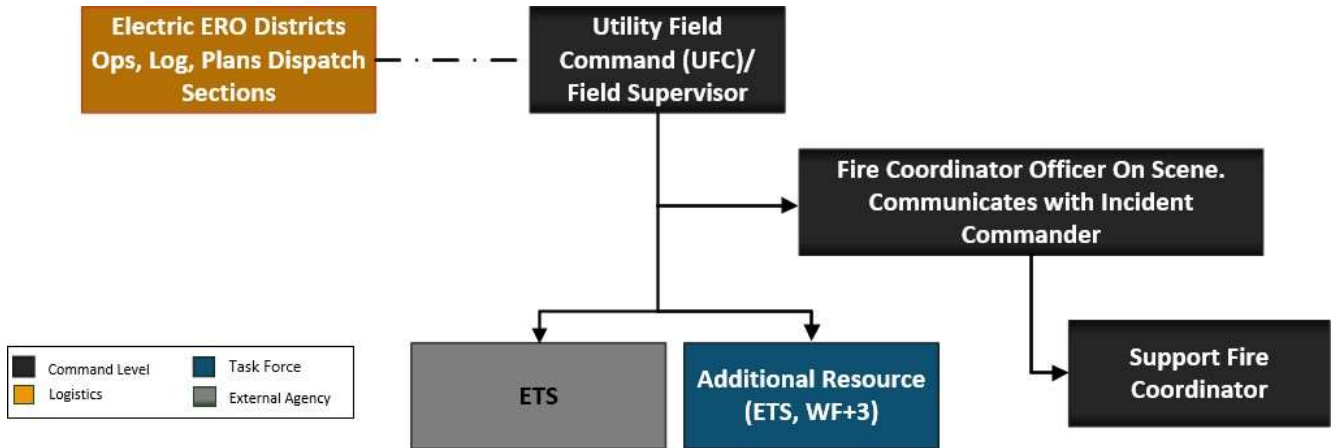 Electric ERO Districts
Ops, Log, Plans Dispatch
Sections
Utility Field
Command (UFC)/
Field Supervisor
Fire Coordinator Officer On Scene.
Communicates with Incident
Commander
ETS
Additional Resource
(ETS, WF+3)
Support Fire
Coordinator
Command Level
Task Force
Logistics
External Agency